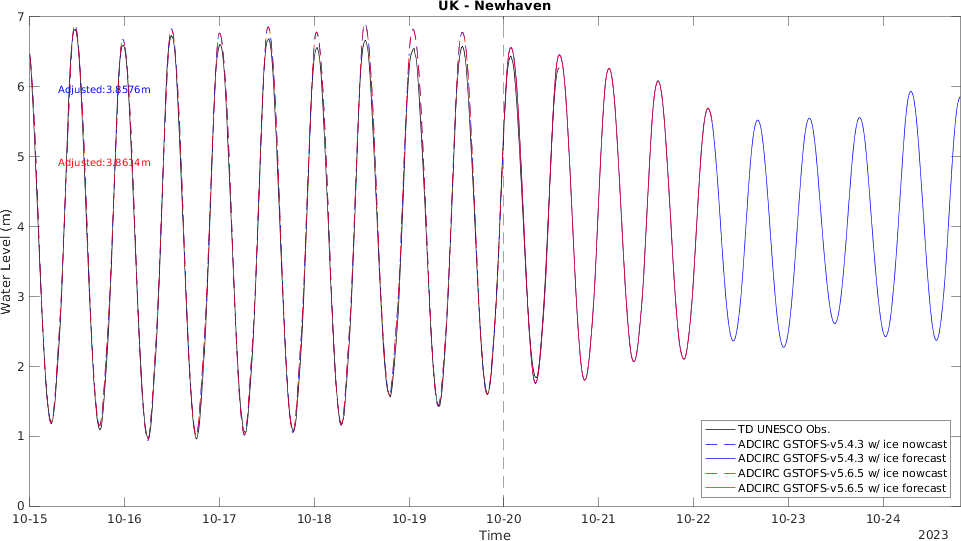 UK - Newhaven
7
6
5
4
3
2
1
0
Water Level (m)
Adjusted:3.8576m
Adjusted:3.8614m
TD UNESCO Obs.
ADCIRC GSTOFS-v5.4.3 w/ ice nowcast
ADCIRC GSTOFS-v5.4.3 w/ ice forecast
ADCIRC GSTOFS-v5.6.5 w/ ice nowcast
ADCIRC GSTOFS-v5.6.5 w/ ice forecast
10-15 10-16 10-17 10-18 10-19 10-20 10-21 10-22 10-23 10-24
Time
2023